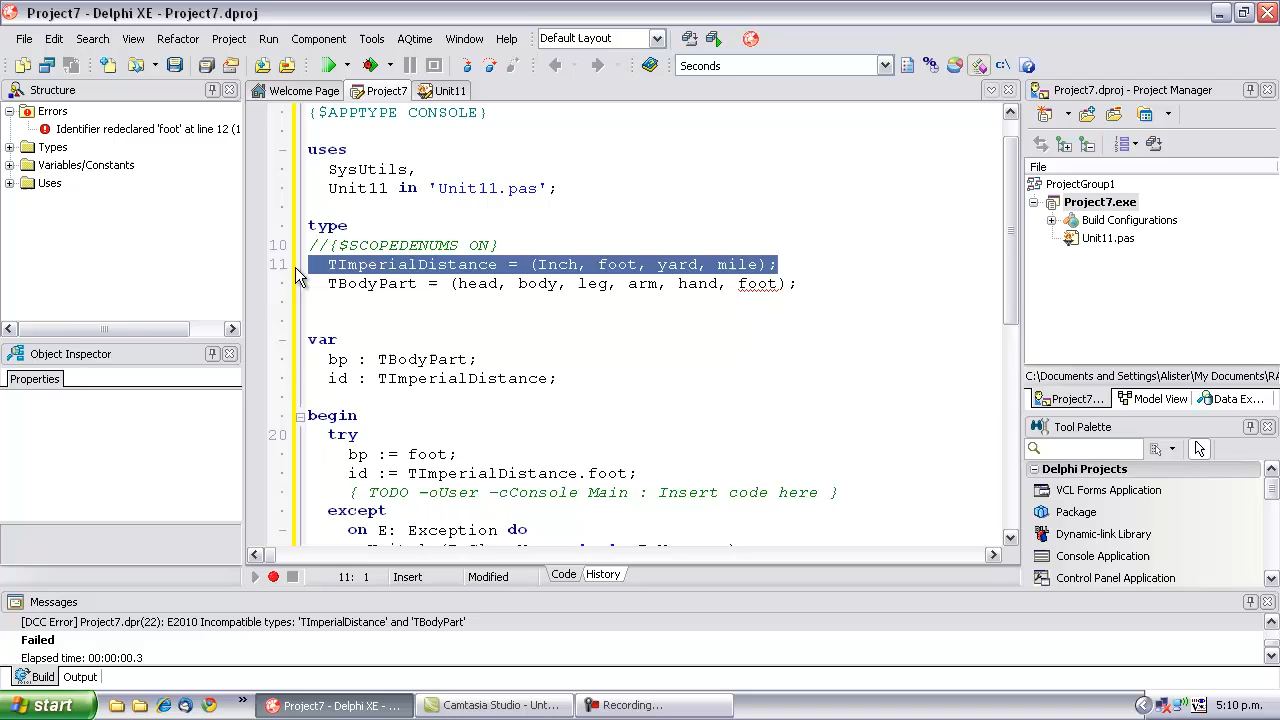 Project7 - Delphi XE - Project7.dproj
File Edit Search View Refactor Project Run Component Tools AQtime Window Help Default Layout
Seconds
Structure
Welcome Page Project7 Unit11
Project7.dproj - Project Manager
Errors
Identifier redeclared 'foot' at line 12 (1
Types
Variables/Constants
Uses
{$APPTYPE CONSOLE}
uses
SysUtils,
Unit11 in 'Unit11.pas';
type
10 //{$SCOPEDENUMS ON}
11 TImperialDistance = (Inch, foot, yard, mile);
TBodyPart = (head, body, leg, arm, hand, foot);
var
bp : TBodyPart;
id : TImperialDistance;
begin
20 try
bp := foot;
id := TImperialDistance.foot;
{ TODO -oUser -cConsole Main : Insert code here }
except
on E: Exception do
File
ProjectGroup1
Project7.exe
Build Configurations
Unit11.pas
C:\Documents and Settings\Alister\My Documents\RA
Project7... Model View Data Ex...
Object Inspector
Properties
Tool Palette
Delphi Projects
VCL Forms Application
Package
Dynamic-link Library
Console Application
Control Panel Application
11: 1 Insert Modified Code History
Messages
[DCC Error] Project7.dpr(22): E2010 Incompatible types: 'TImperialDistance' and 'TBodyPart'
Failed
Elapsed time: 00:00:00.3
Build Output
start » Project7 - Delphi XE - ... Camtasia Studio - Unt... Recording... 5:10 p.m.